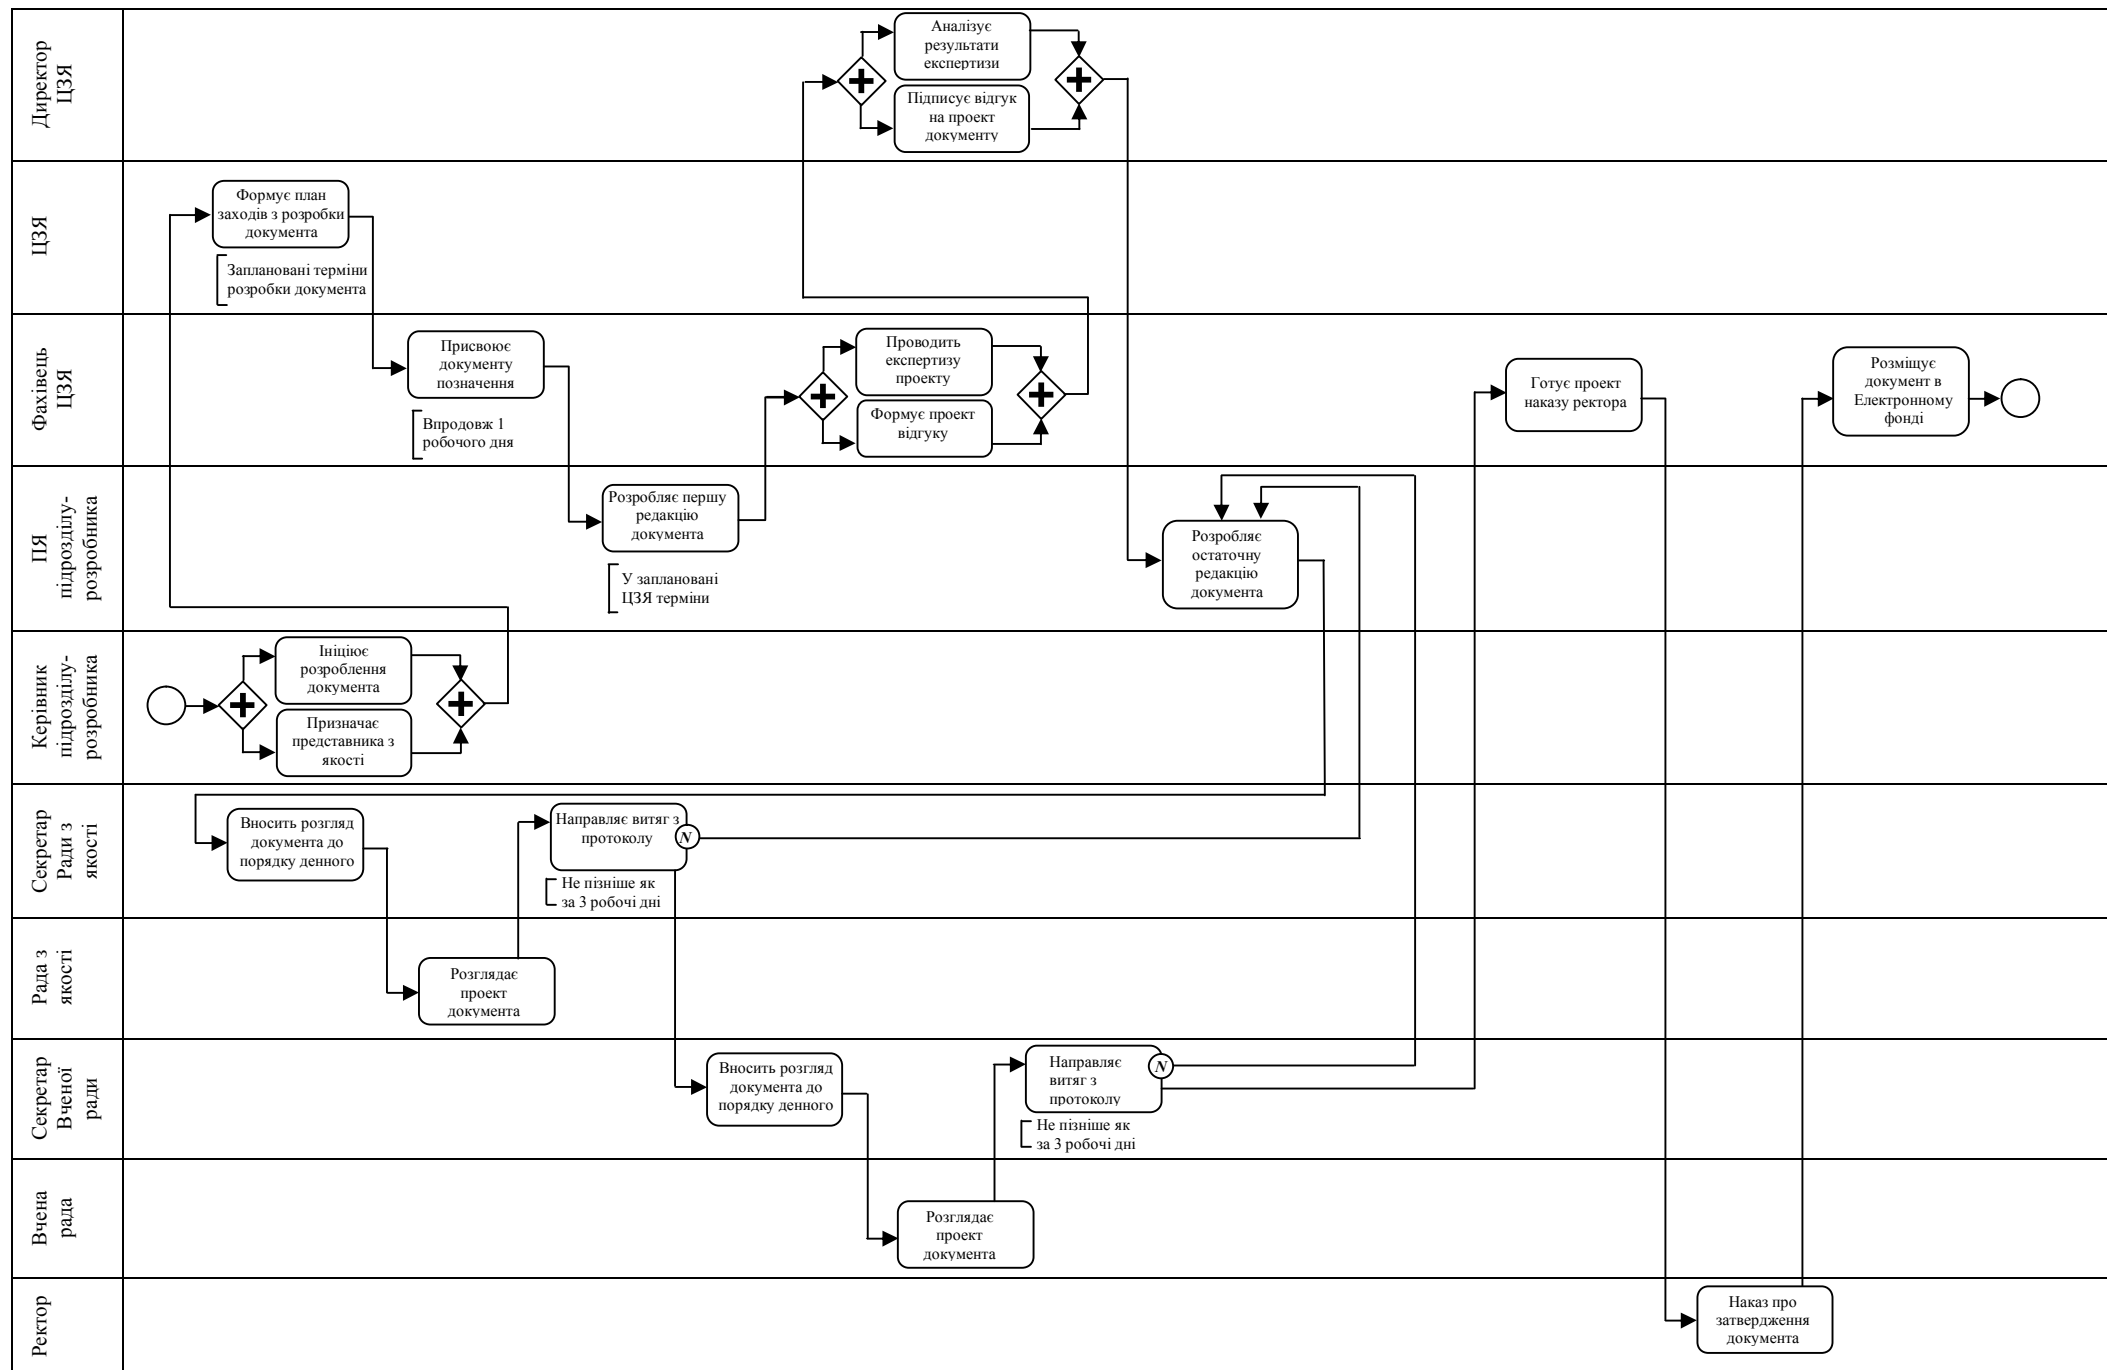 Директор
ЦЗЯ
Аналізує
результати
експертизи
Підписує відгук
на проект
документу
ЦЗЯ
Формує план
заходів з розробки
документа
Заплановані терміни
розробки документа
Фахівець
ЦЗЯ
Присвоює
документу
позначення
Впродовж 1
робочого дня
Проводить
експертизу
проекту
Формує проект
відгуку
Готує проект
наказу ректора
Розміщує
документ в
Електронному
фонді
ПЯ
підрозділу-
розробника
Розробляє першу
редакцію
документа
У заплановані
ЦЗЯ терміни
Розробляє
остаточну
редакцію
документа
Керівник
підрозділу-
розробника
Ініціює
розроблення
документа
Призначає
представника з
якості
Секретар
Ради з
якості
Вносить розгляд
документа до
порядку денного
Направляє витяг з
протоколу
N
Не пізніше як
за 3 робочі дні
Рада з
якості
Розглядає
проект
документа
Секретар
Вченої
ради
Вносить розгляд
документа до
порядку денного
Направляє
витяг з
протоколу
N
Не пізніше як
за 3 робочі дні
Вчена
рада
Розглядає
проект
документа
Ректор
Наказ про
затвердження
документа